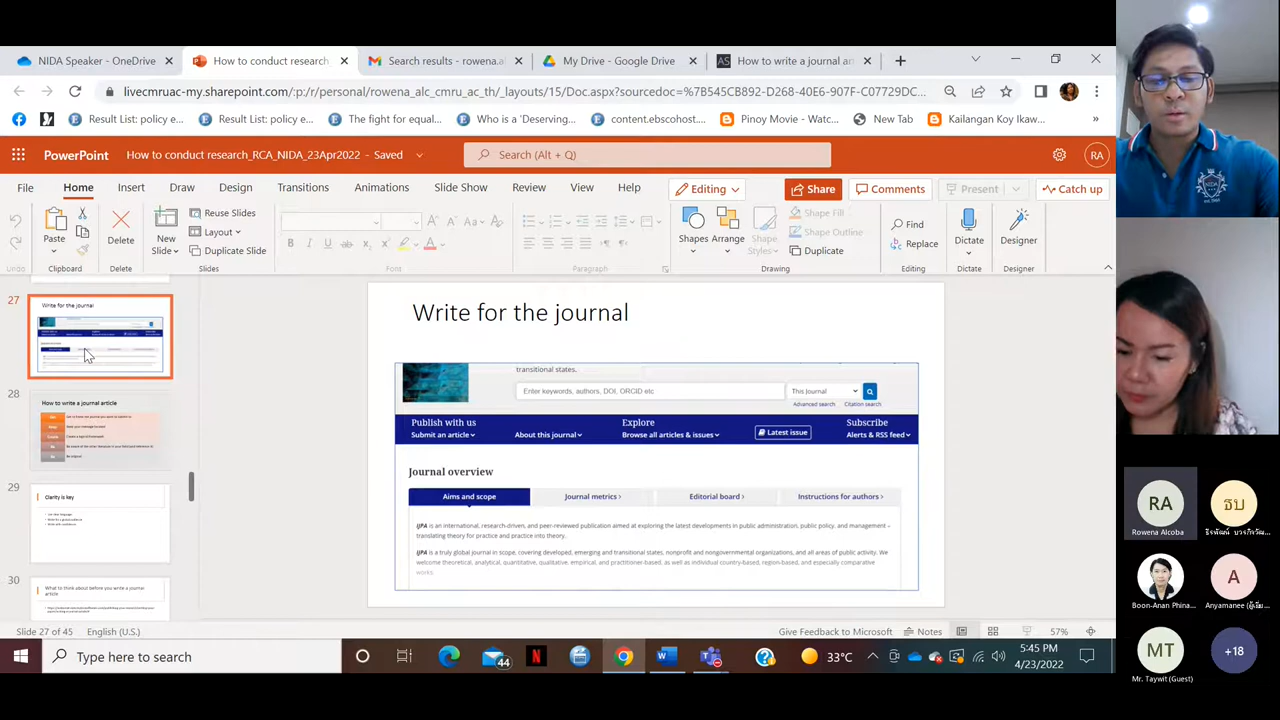 NIDA Speaker - OneDrive
How to conduct research
Search results - rowena.a
My Drive - Google Drive
How to write a journal ar
livecmruac-my.sharepoint.com/:p:/r/personal/rowena_alc_cmru_ac_th/_layouts/15/Doc.aspx?sourcedoc=%7B545CB892-D268-40E6-907F-C07729DC...
Result List: policy e...
Result List: policy e...
The fight for equal...
Who is a 'Deserving...
content.ebscohost...
Pinoy Movie - Watc...
New Tab
Kailangan Koy Ikaw...
PowerPoint
How to conduct research_RCA_NIDA_23Apr2022 - Saved
Search (Alt + Q)
RA
File
Home
Insert
Draw
Design
Transitions
Animations
Slide Show
Review
View
Help
Editing
Share
Comments
Present
Catch up
Undo
Paste
Clipboard
Delete
Delete
New
Slide
Reuse Slides
Layout
Duplicate Slide
Slides
Font
Paragraph
Shapes
Arrange
Shape
Styles
Shape Fill
Shape Outline
Duplicate
Drawing
Find
Replace
Editing
Dictate
Dictate
Designer
Designer
27
Write for the journal
28
How to write a journal article
29
Clarity is key
30
What to think about before you write a journal
article
Write for the journal
transitional states.
Enter keywords, authors, DOI, ORCID etc
This Journal
Advanced search
Citation search
Publish with us
Explore
Subscribe
Submit an article
About this journal
Browse all articles & issues
Latest issue
Alerts & RSS feed
Journal overview
Aims and scope
Journal metrics
Editorial board
Instructions for authors
IJPA is an international, research-driven, and peer-reviewed publication aimed at exploring the latest developments in public administration, public policy, and management –
translating theory for practice and practice into theory.
IJPA is a truly global journal in scope, covering developed, emerging and transitional states, nonprofit and nongovernmental organizations, and all areas of public activity. We
welcome theoretical, analytical, quantitative, qualitative, empirical, and practitioner-based, as well as individual country-based, region-based, and especially comparative
works.
Slide 27 of 45
English (U.S.)
Give Feedback to Microsoft
Notes
57%
Type here to search
44
33°C
5:45 PM
4/23/2022
NIDA
RA
Rowena Alcoba
ธบ
Boon-Anan Phina...
A
MT
Mr. Taywit (Guest)
+18